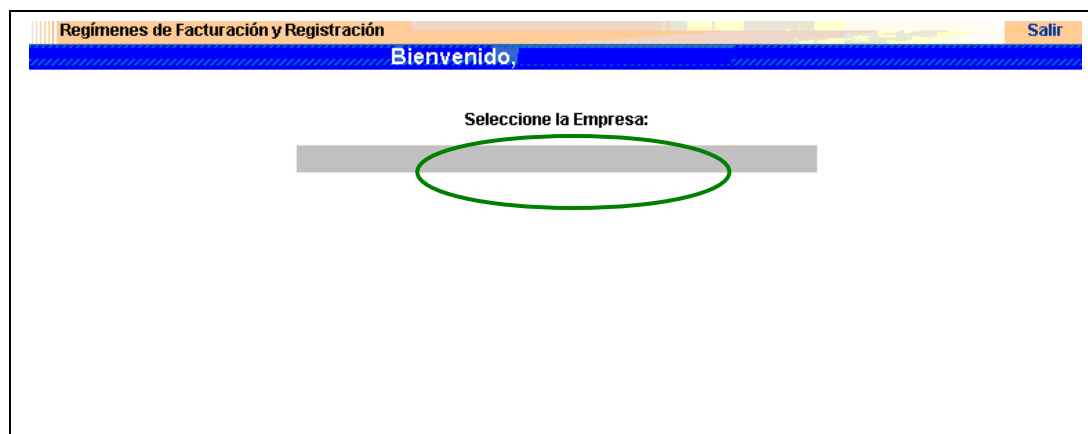 Regímenes de Facturación y Registración
Salir
Bienvenido,
Seleccione la Empresa: